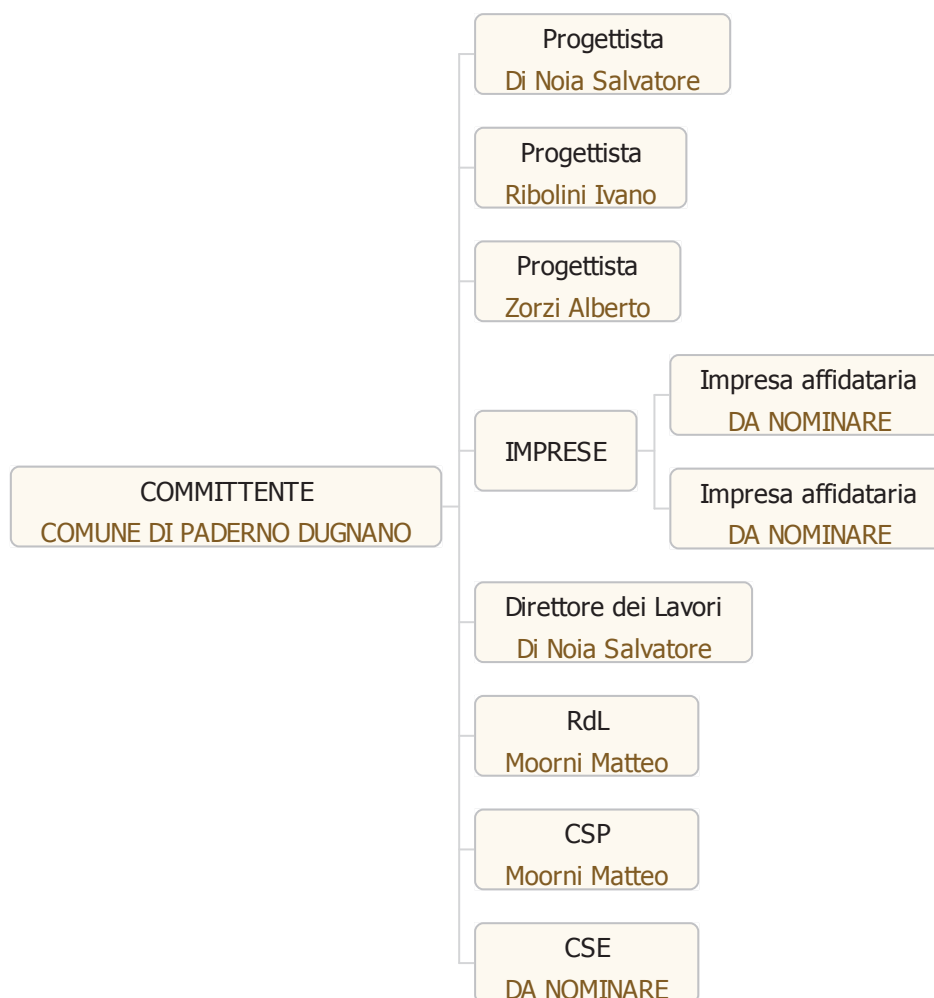 Progettista
Di Noia Salvatore
Progettista
Ribolini Ivano
Progettista
Zorzi Alberto
Impresa affidataria
DA NOMINARE
IMPRESE
Impresa affidataria
DA NOMINARE
COMMITTENTE
COMUNE DI PADERNO DUGNANO
Direttore dei Lavori
Di Noia Salvatore
RdL
Moorni Matteo
CSP
Moorni Matteo
CSE
DA NOMINARE